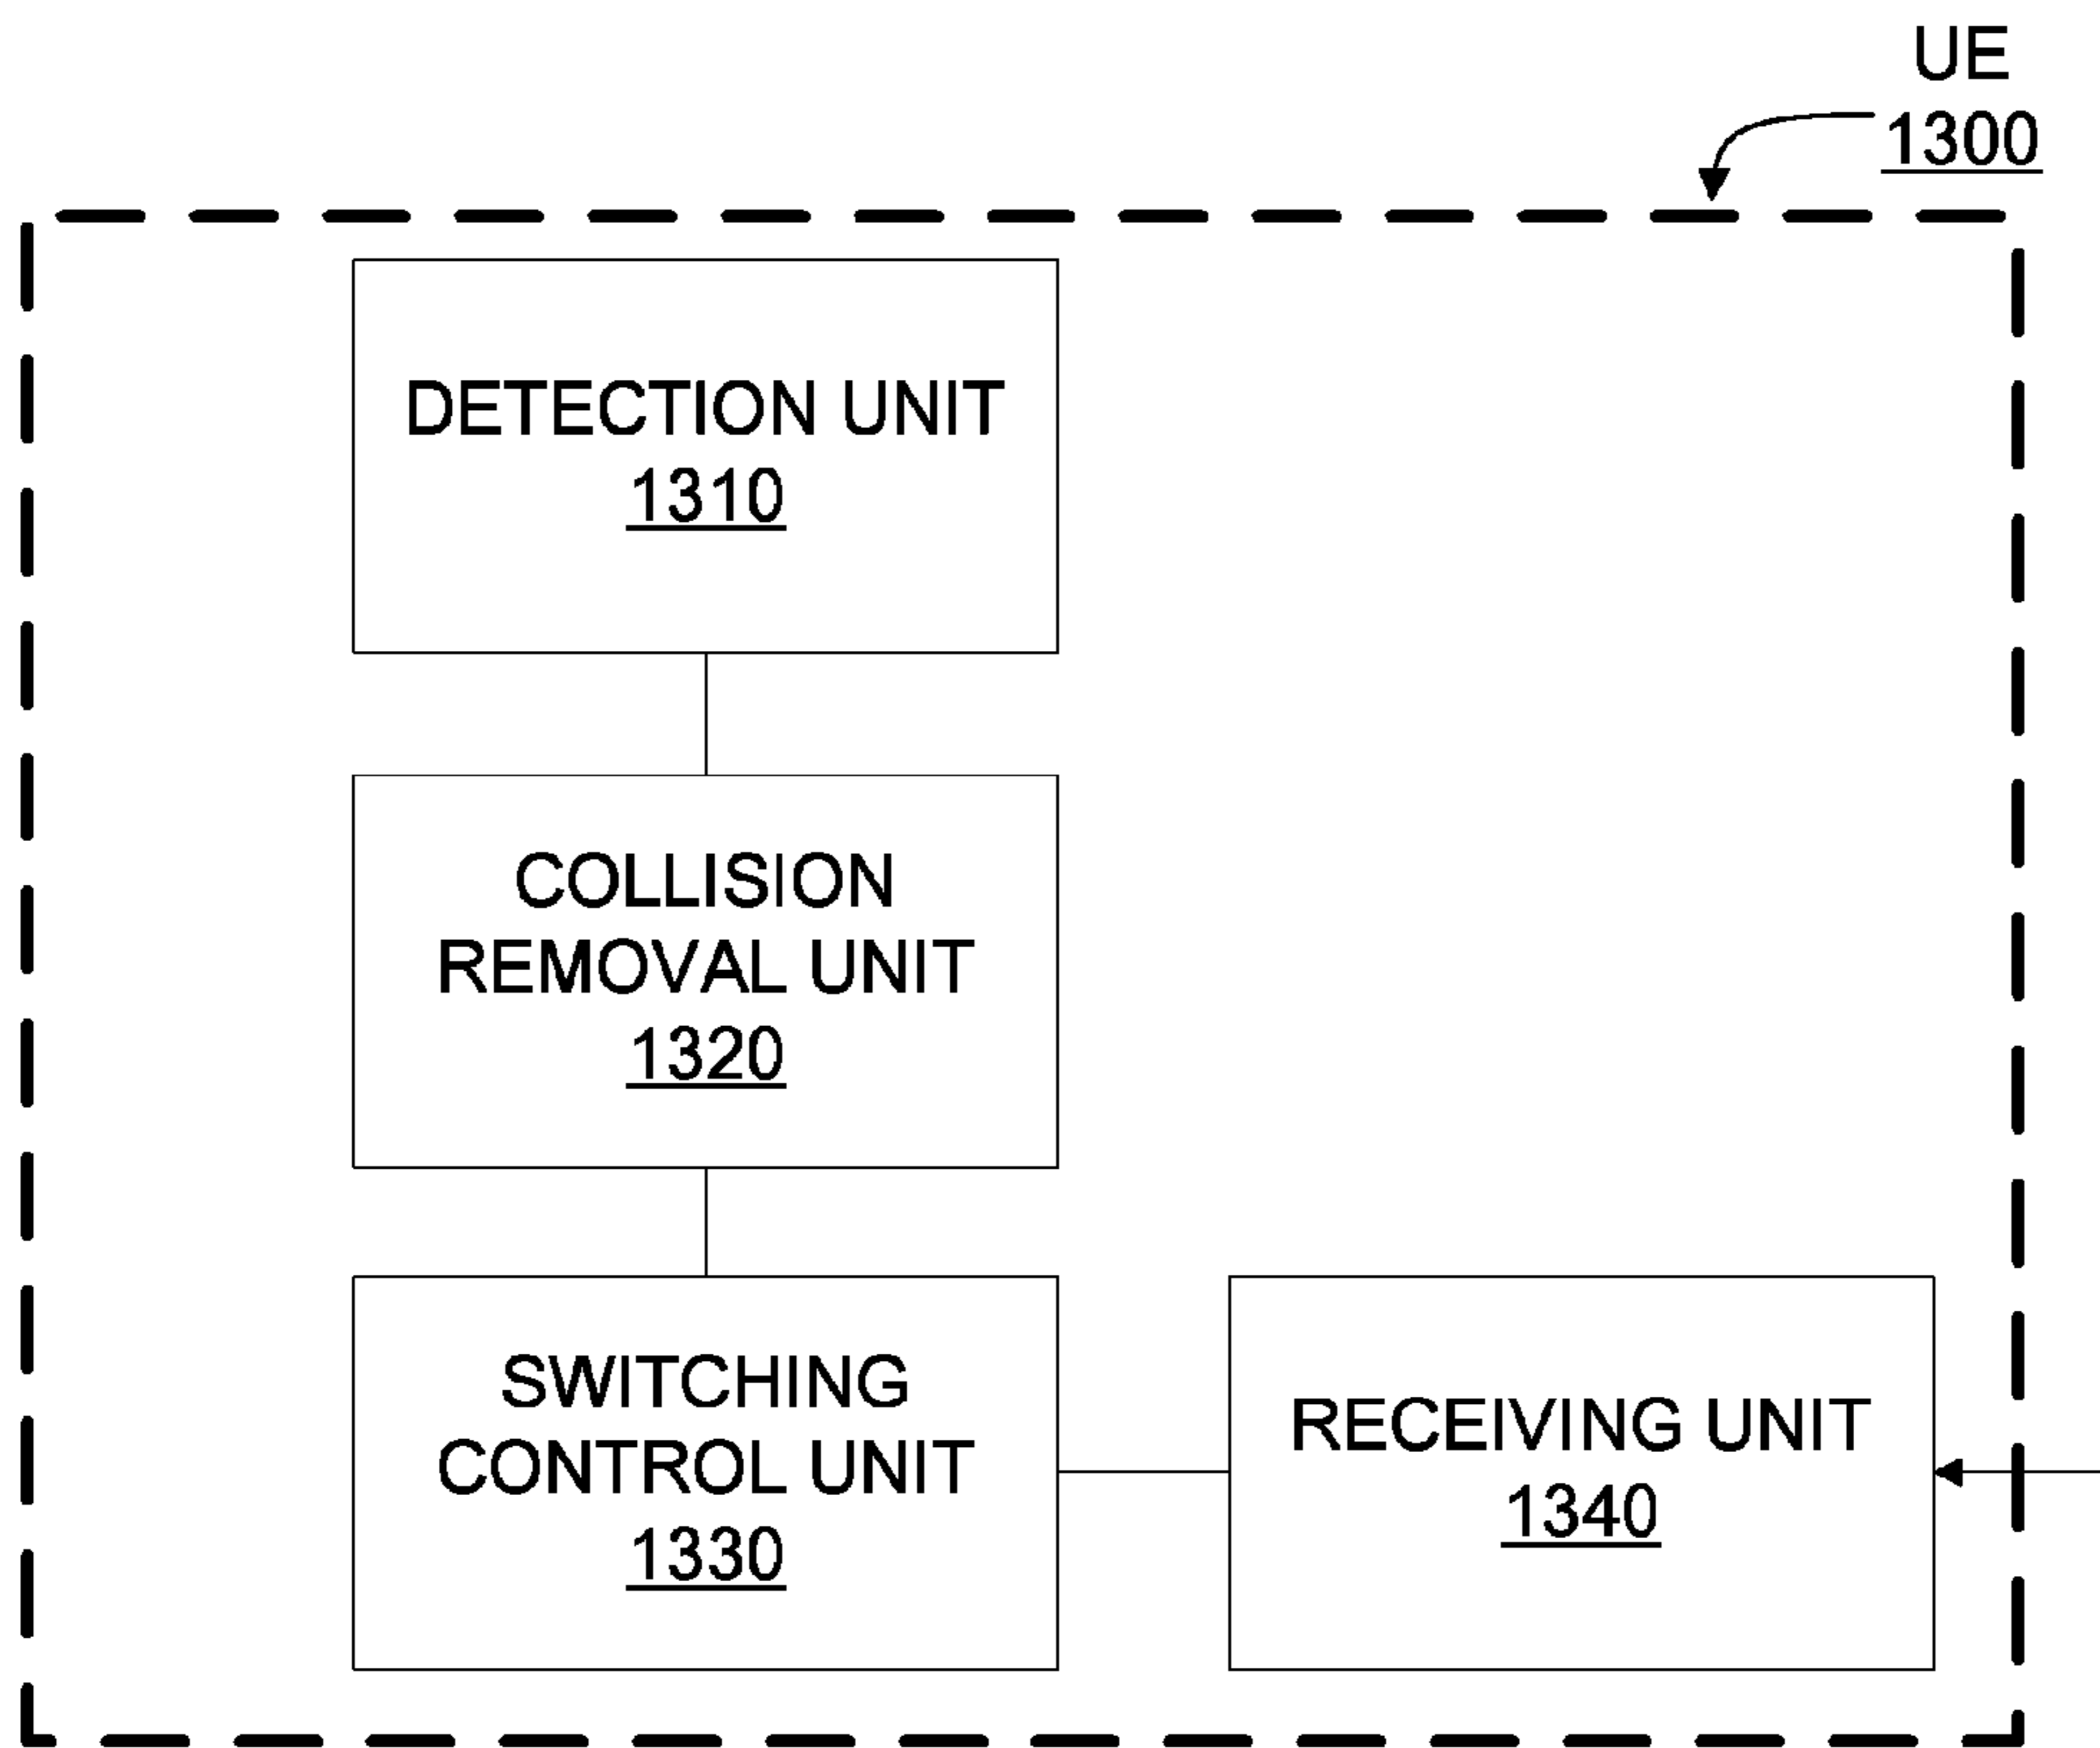 UE
1300
DETECTION UNIT
1310
COLLISION
REMOVAL UNIT
1320
SWITCHING
CONTROL UNIT
1330
RECEIVING UNIT
1340